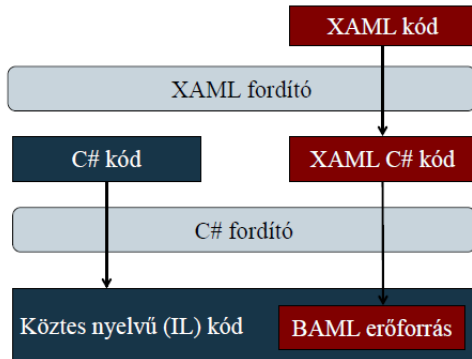 XAML kód
XAML fordító
C# kód
XAML C# kód
C# fordító
Köztes nyelvű (IL) kód
BAML erőforrás